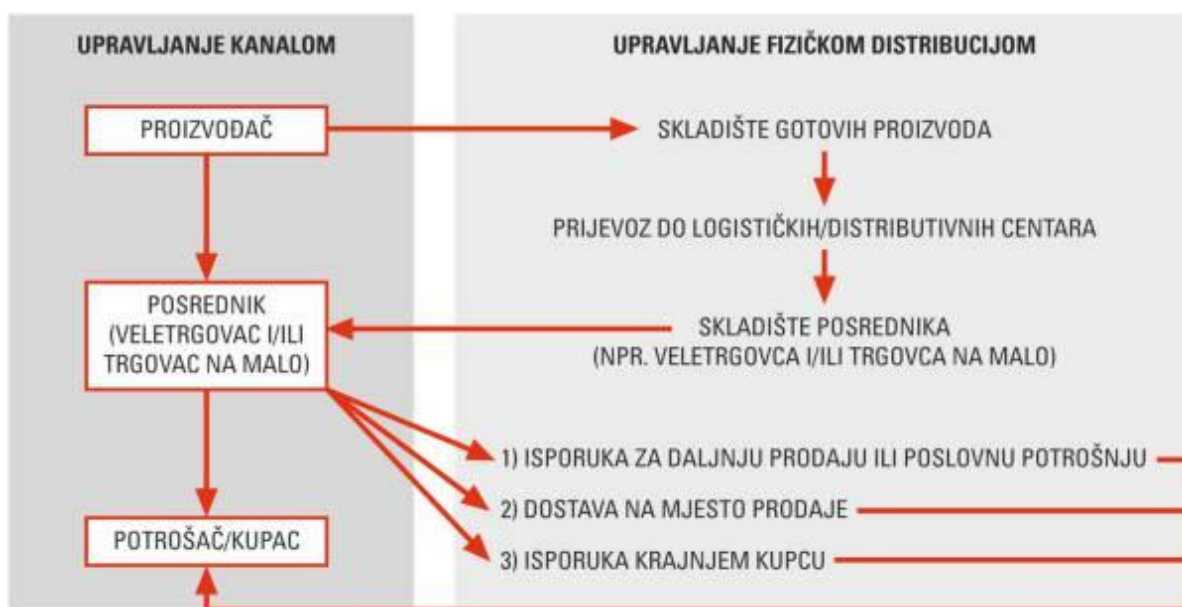 UPRAVLJANJE KANALOM
UPRAVLJANJE FIZIČKOM DISTRIBUCIJOM
PROIZVOĐAČ
SKLADIŠTE GOTOVIH PROIZVODA
PRIJEVOZ DO LOGISTIČKIH/DISTRIBUTIVNIH CENTARA
POSREDNIK
(VELETRGOVAC I/ILI
TRGOVAC NA MALO)
SKLADIŠTE POSREDNIKA
(NPR. VELETRGOVCA I/ILI TRGOVCA NA MALO)
1) ISPORUKA ZA DALJNJU PRODAJU ILI POSLOVNU POTROŠNJU
2) DOSTAVA NA MJESTO PRODAJE
3) ISPORUKA KRAJNJEM KUPCU
POTROŠAČ/KUPAC